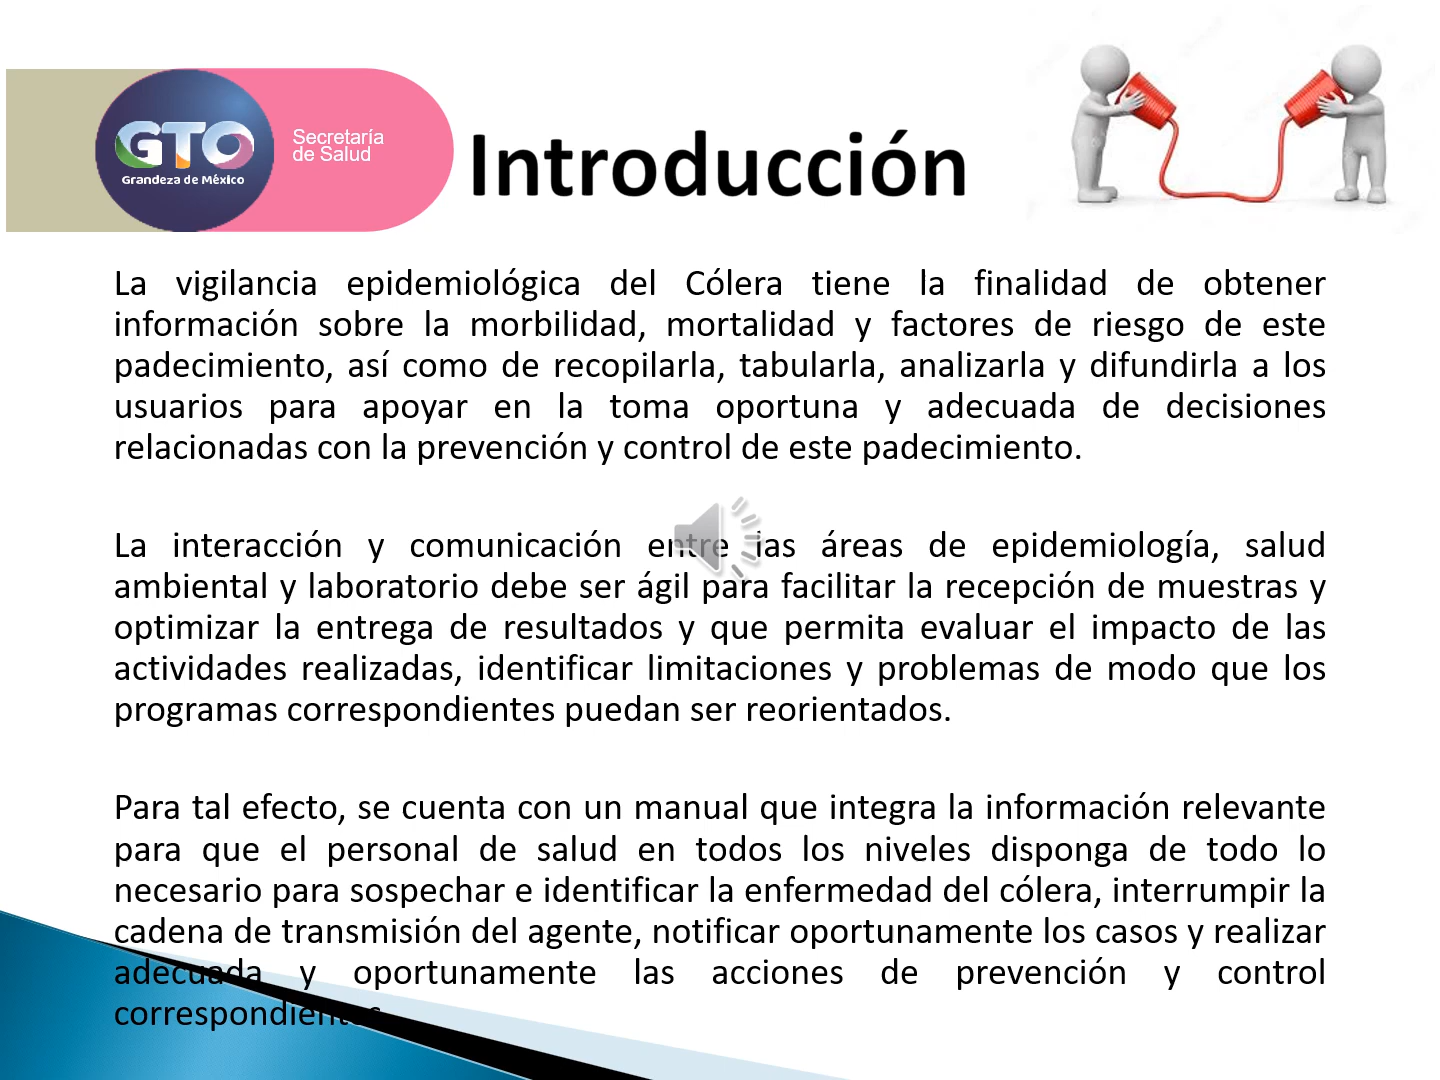 GTO
Grandeza de México
Secretaría
de Salud
Introducción
La vigilancia epidemiológica del Cólera tiene la finalidad de obtener
información sobre la morbilidad, mortalidad y factores de riesgo de este
padecimiento, así como de recopilarla, tabularla, analizarla y difundirla a los
usuarios para apoyar en la toma oportuna y adecuada de decisiones
relacionadas con la prevención y control de este padecimiento.
La interacción y comunicación entre las áreas de epidemiología, salud
ambiental y laboratorio debe ser ágil para facilitar la recepción de muestras y
optimizar la entrega de resultados y que permita evaluar el impacto de las
actividades realizadas, identificar limitaciones y problemas de modo que los
programas correspondientes puedan ser reorientados.
Para tal efecto, se cuenta con un manual que integra la información relevante
para que el personal de salud en todos los niveles disponga de todo lo
necesario para sospechar e identificar la enfermedad del cólera, interrumpir la
cadena de transmisión del agente, notificar oportunamente los casos y realizar
adecuada y oportunamente las acciones de prevención y control
correspondientes.